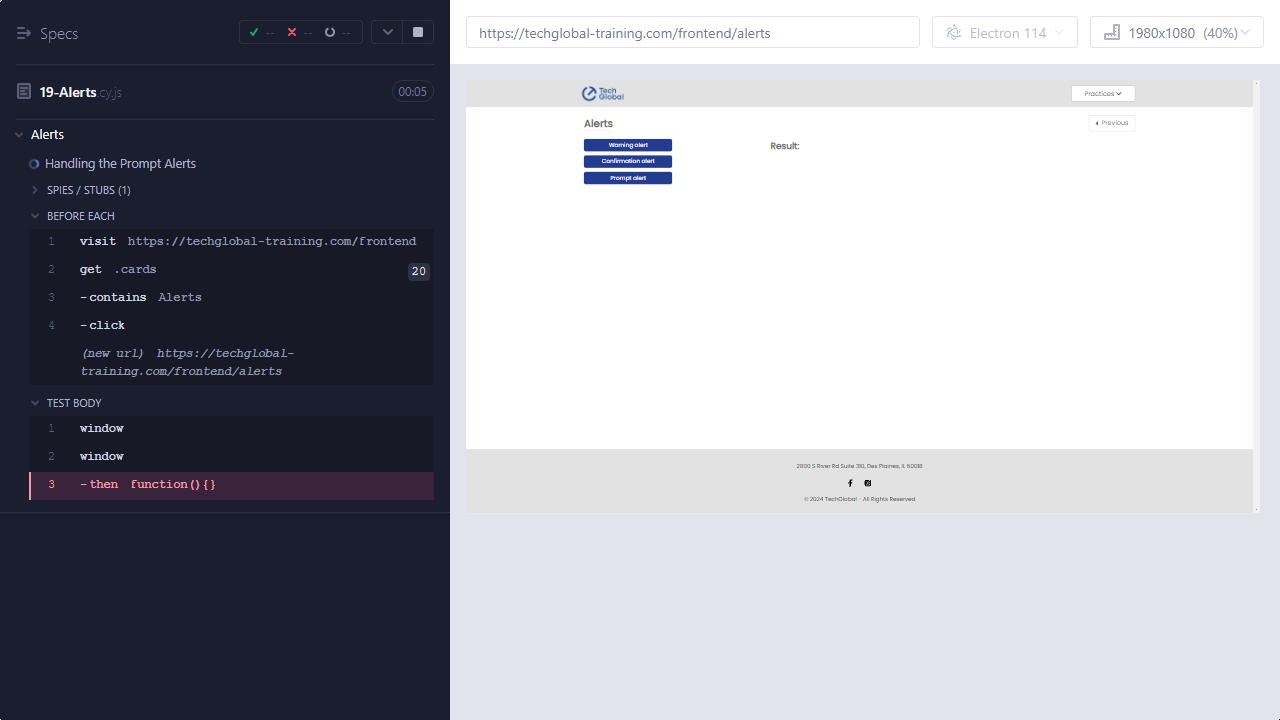 Specs
-- -- --
19-Alerts.cy.js 00:05
Alerts
Handling the Prompt Alerts
SPIES / STUBS (1)
BEFORE EACH
1 visit https://techglobal-training.com/frontend
2 get .cards 20
3 -contains Alerts
4 -click
(new url) https://techglobal-
training.com/frontend/alerts
TEST BODY
1 window
2 window
3 -then function(){}
https://techglobal-training.com/frontend/alerts
Electron 114
1980x1080 (40%)
Tech
Global
Practices
Alerts
Previous
Warning alert
Confirmation alert
Prompt alert
Result:
2800 S River Rd Suite 310, Des Plaines, IL 60018
© 2024 TechGlobal - All Rights Reserved